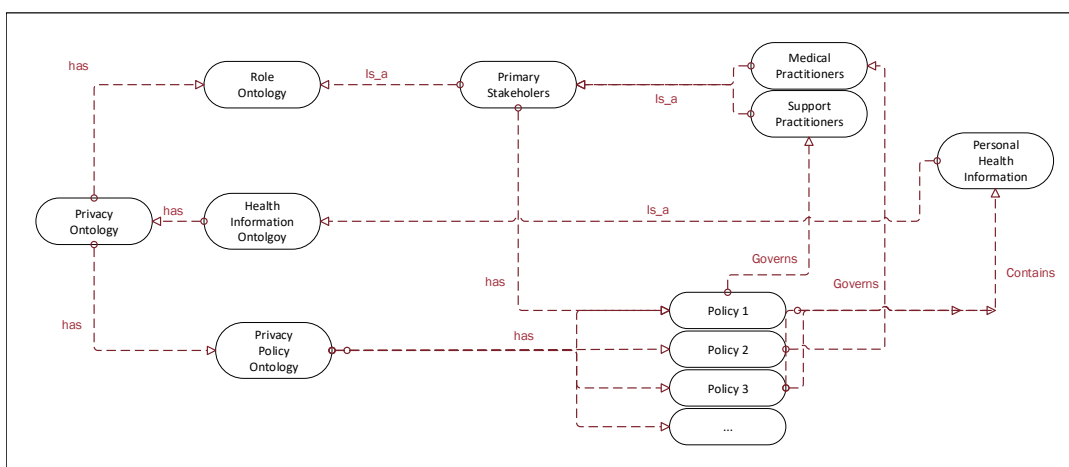 has
Role
Ontology
Is_a
Primary
Stakeholders
Is_a
Medical
Practitioners
Support
Practitioners
Personal
Health
Information
Privacy
Ontology
has
Health
Information
Ontolgoy
Is_a
has
has
Governs
Governs
Contains
Privacy
Policy
Ontology
has
Policy 1
Policy 2
Policy 3
...